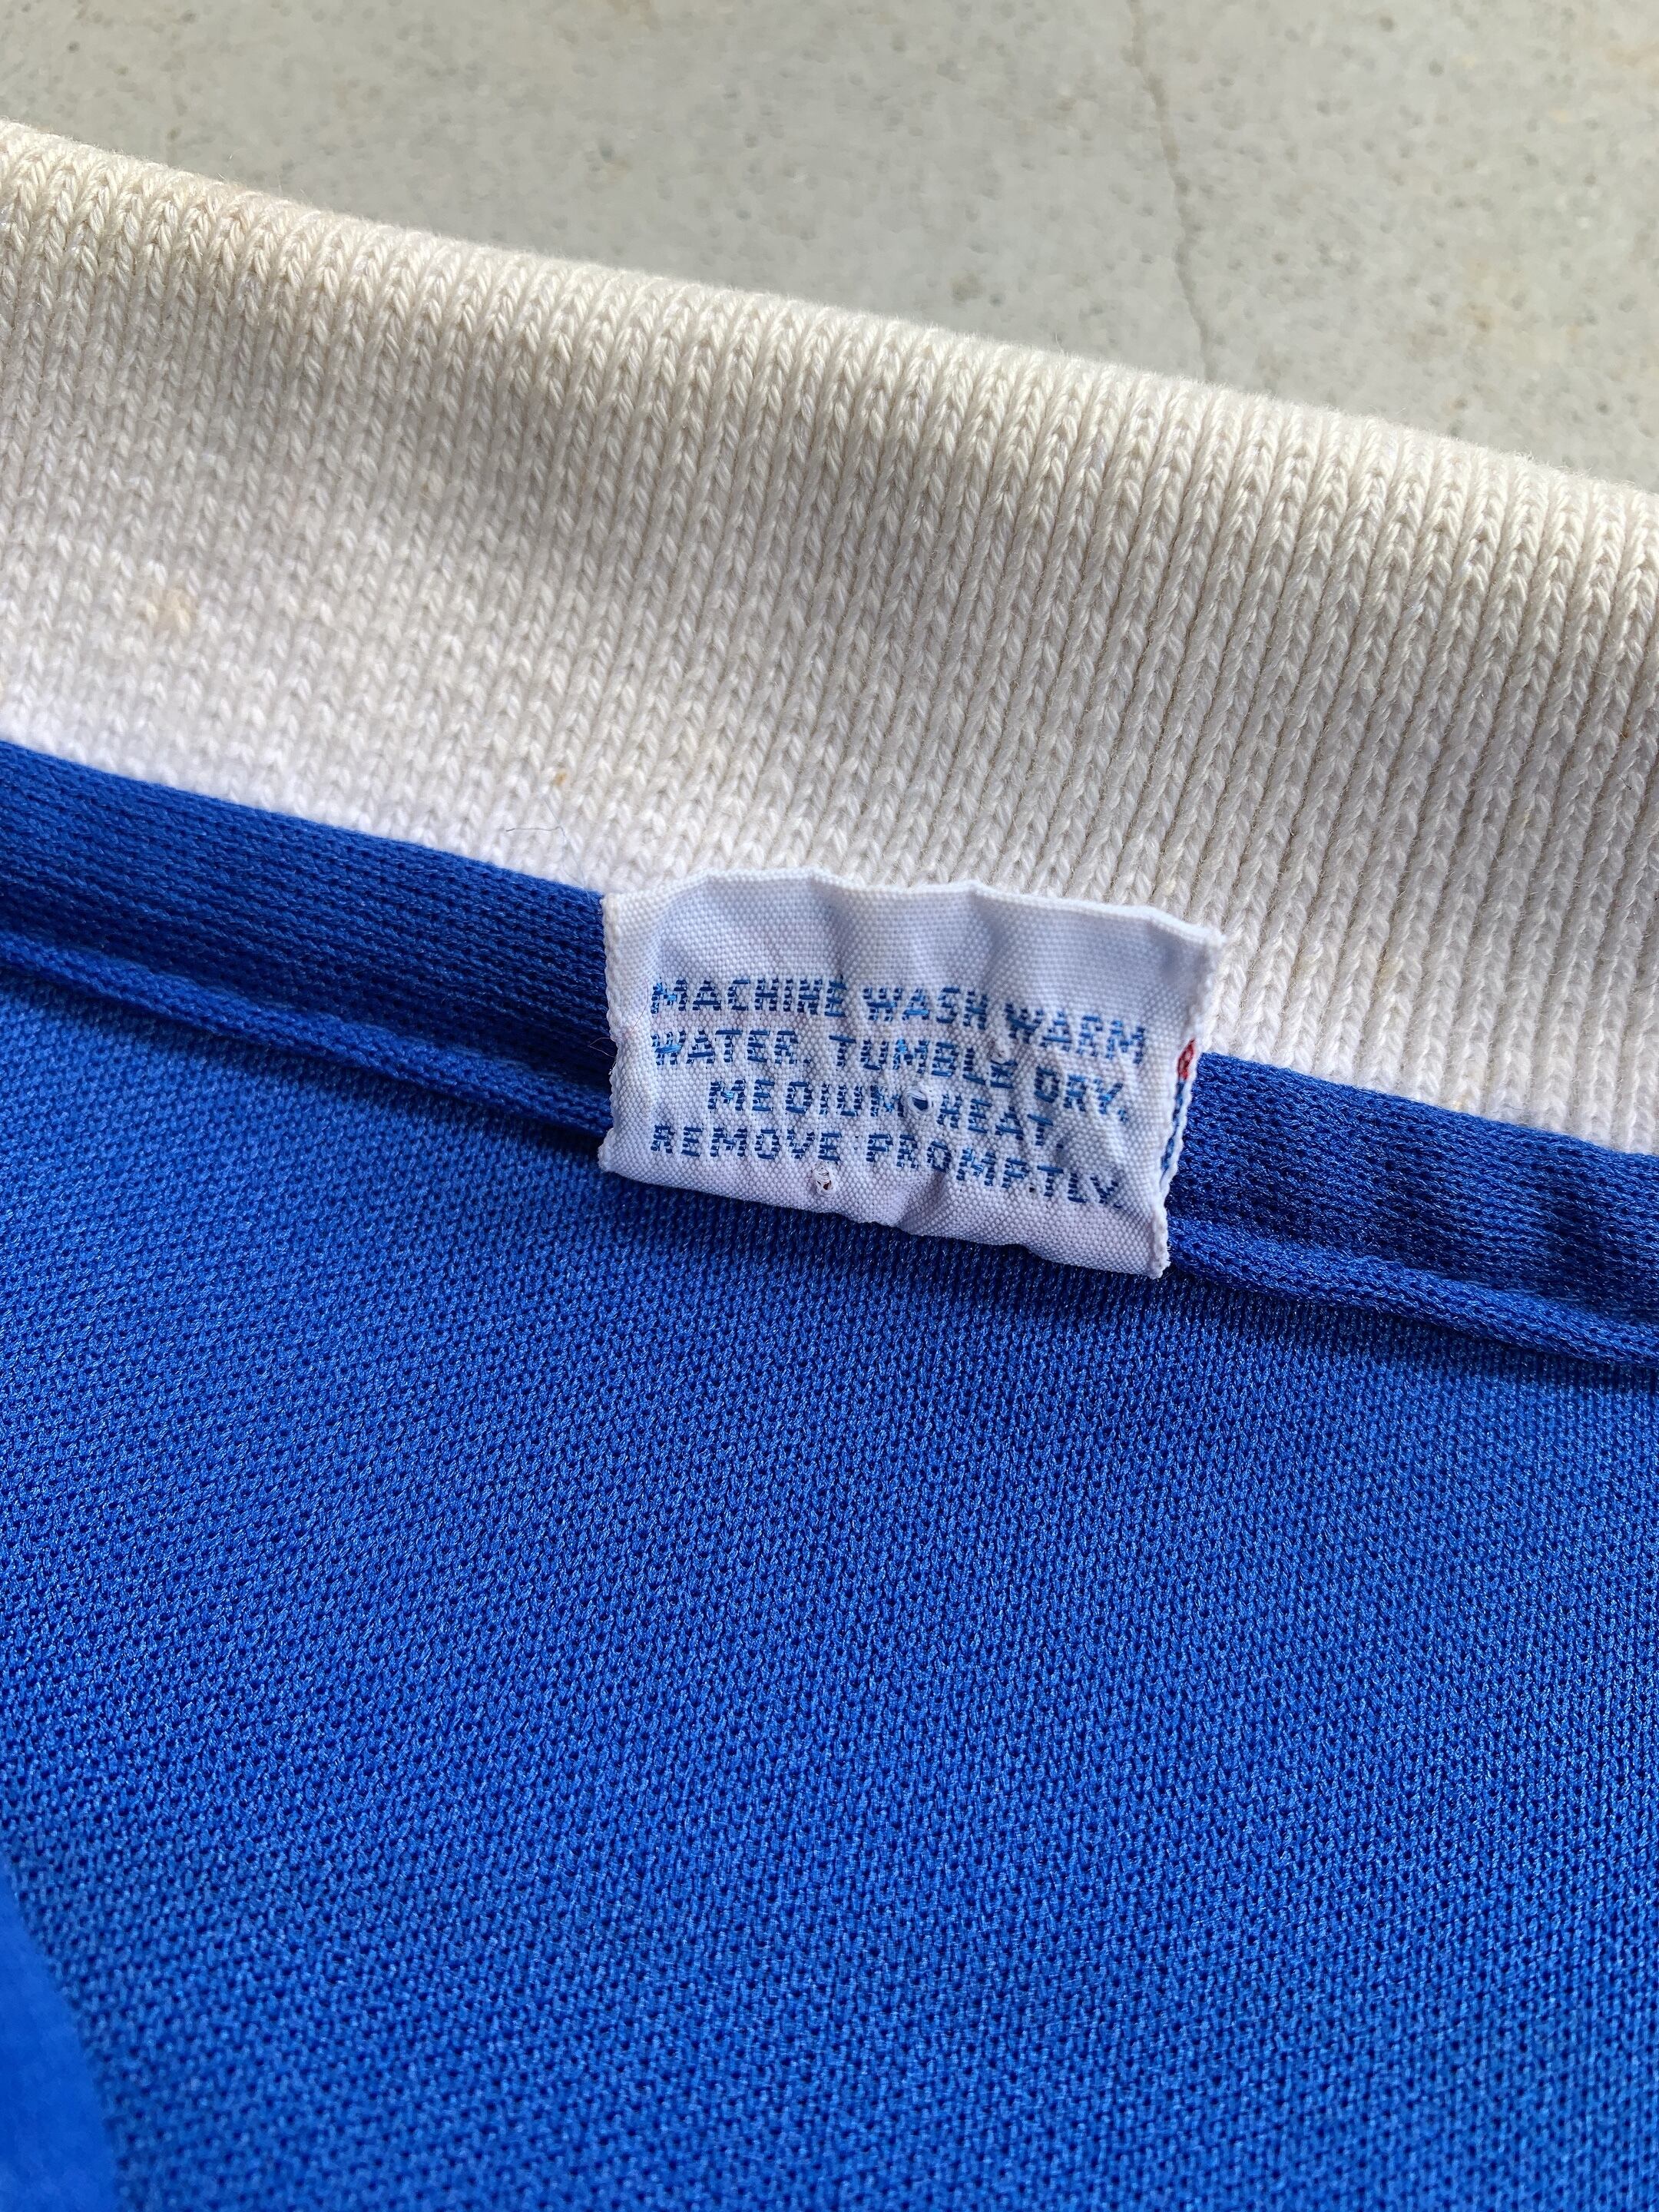 MACHINE WASH WARM
WATER, TUMBLE DRY,
MEDIUM HEAT,
REMOVE PROMPTLY.